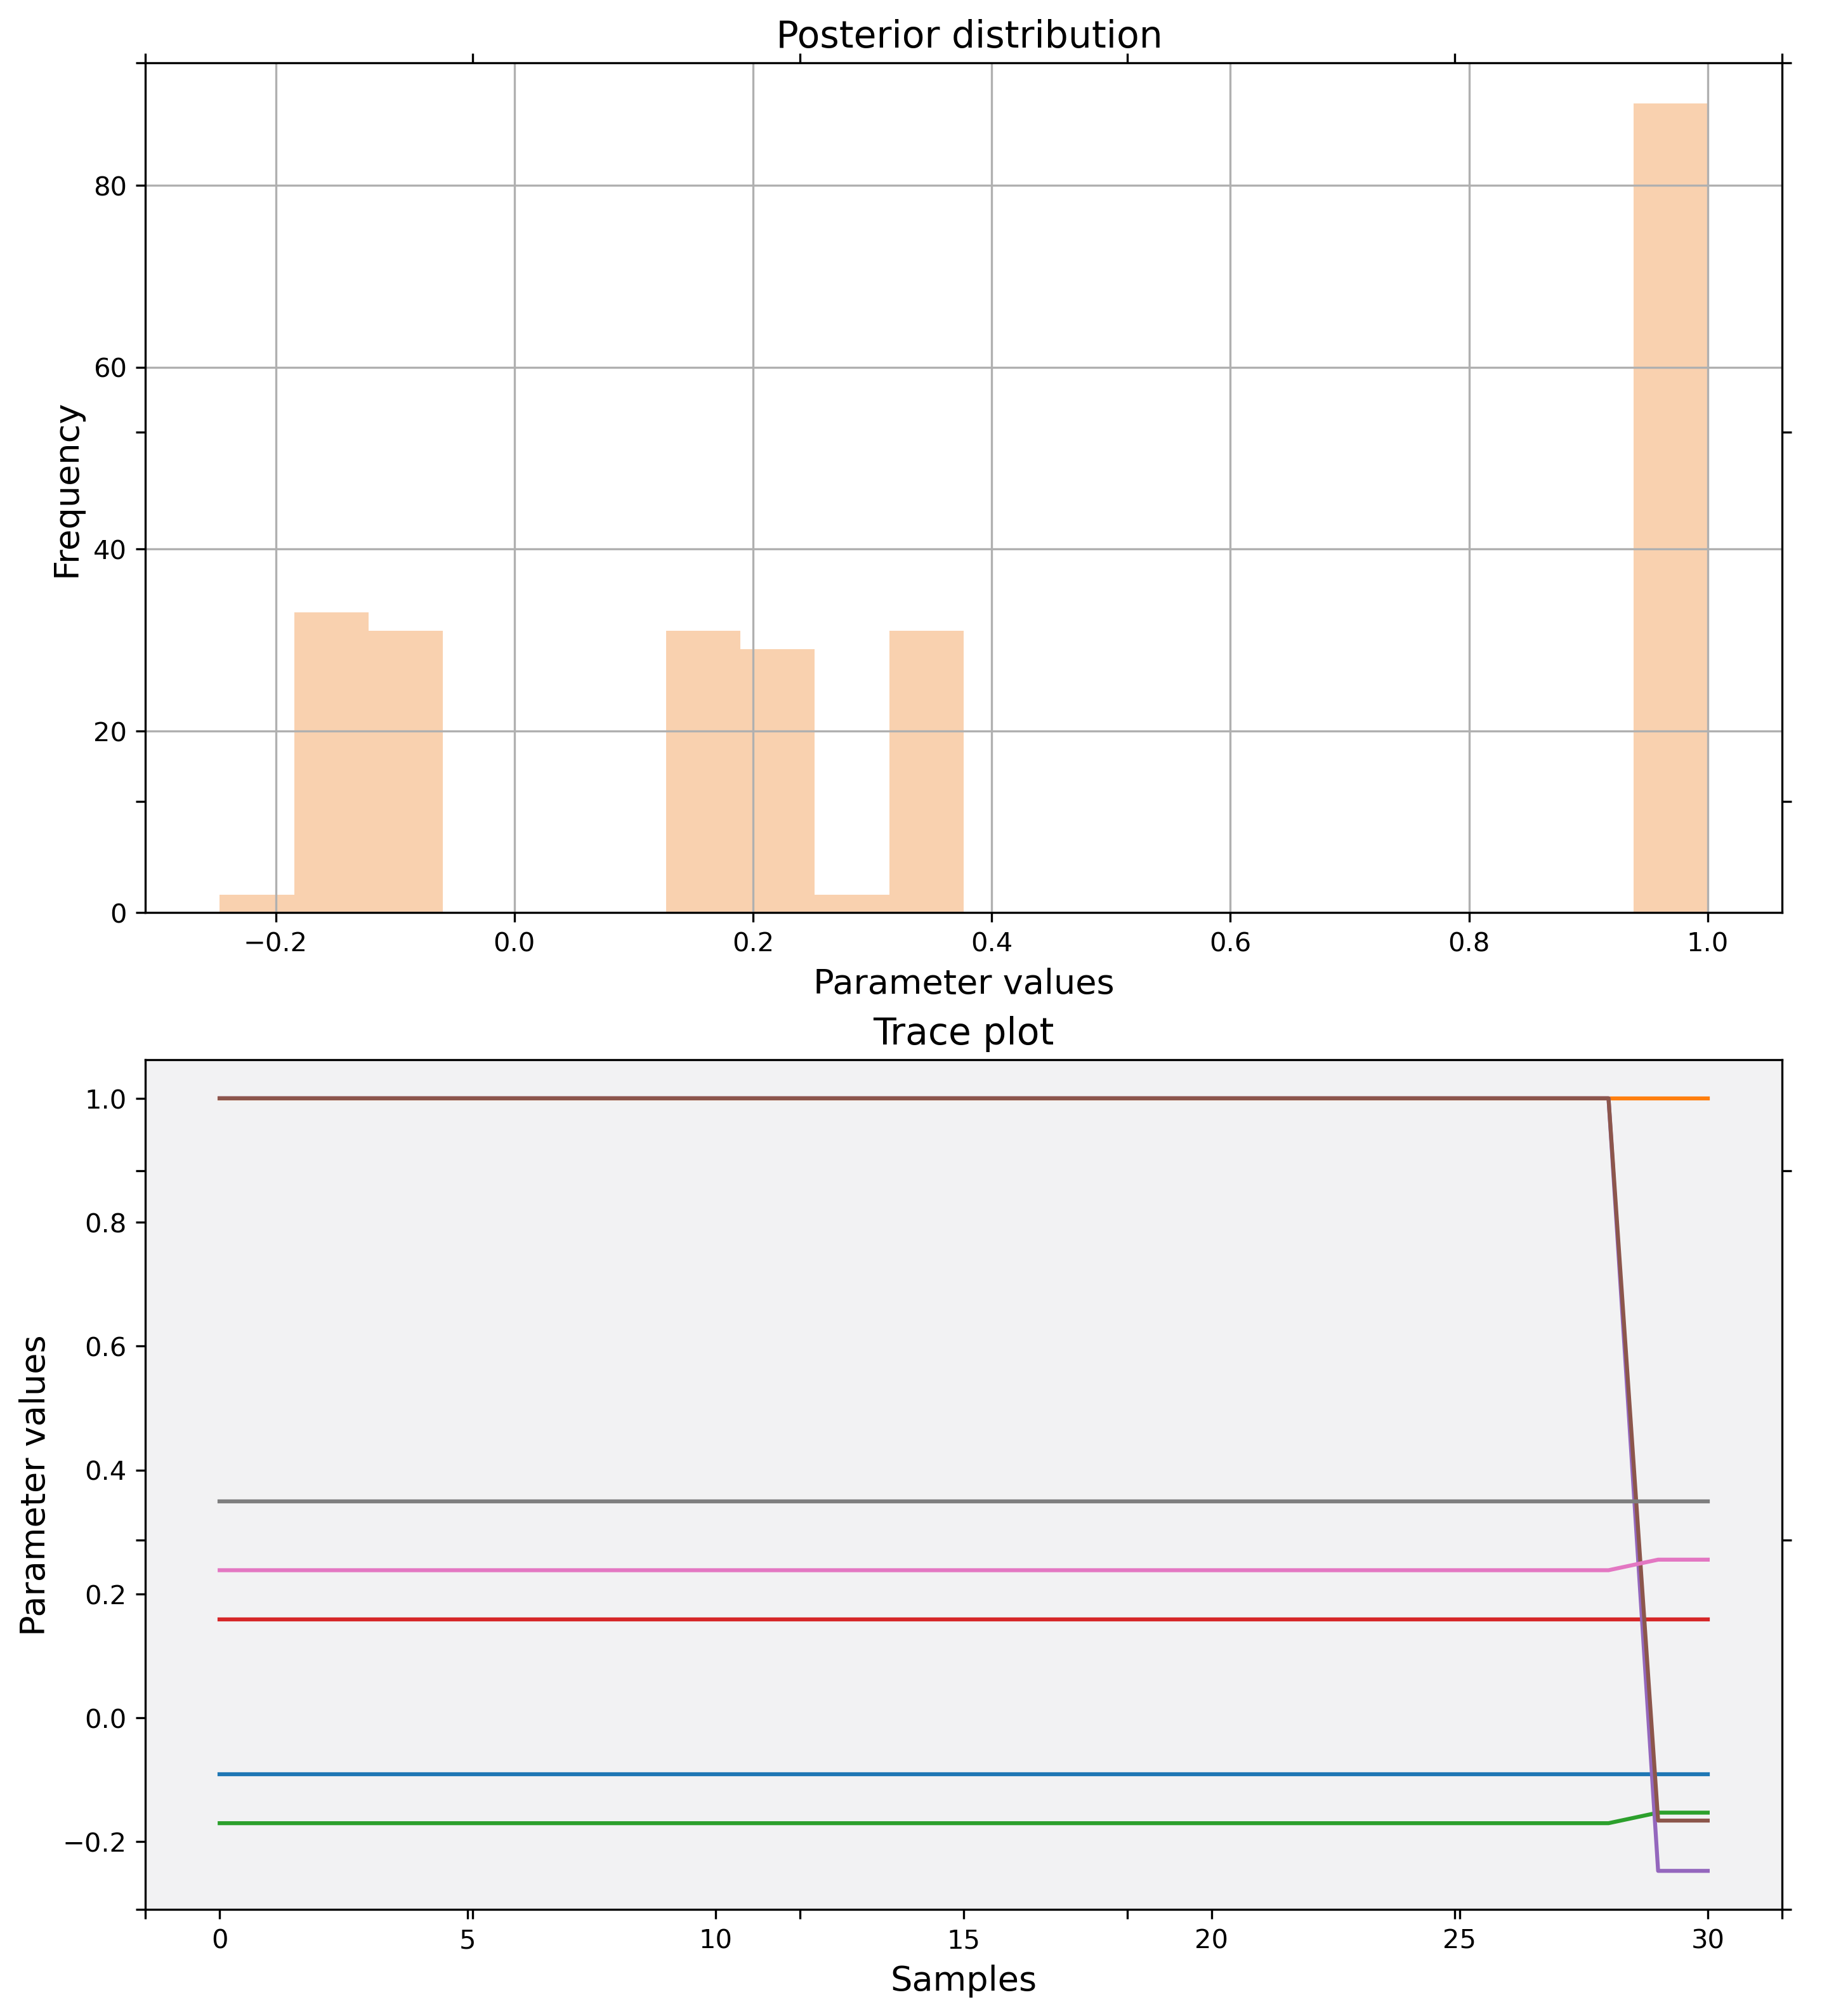 Posterior distribution
Frequency
80
60
40
20
0
−0.2 0.0 0.2 0.4 0.6 0.8 1.0
Parameter values
Trace plot
Parameter values
1.0
0.8
0.6
0.4
0.2
0.0
−0.2
0 5 10 15 20 25 30
Samples